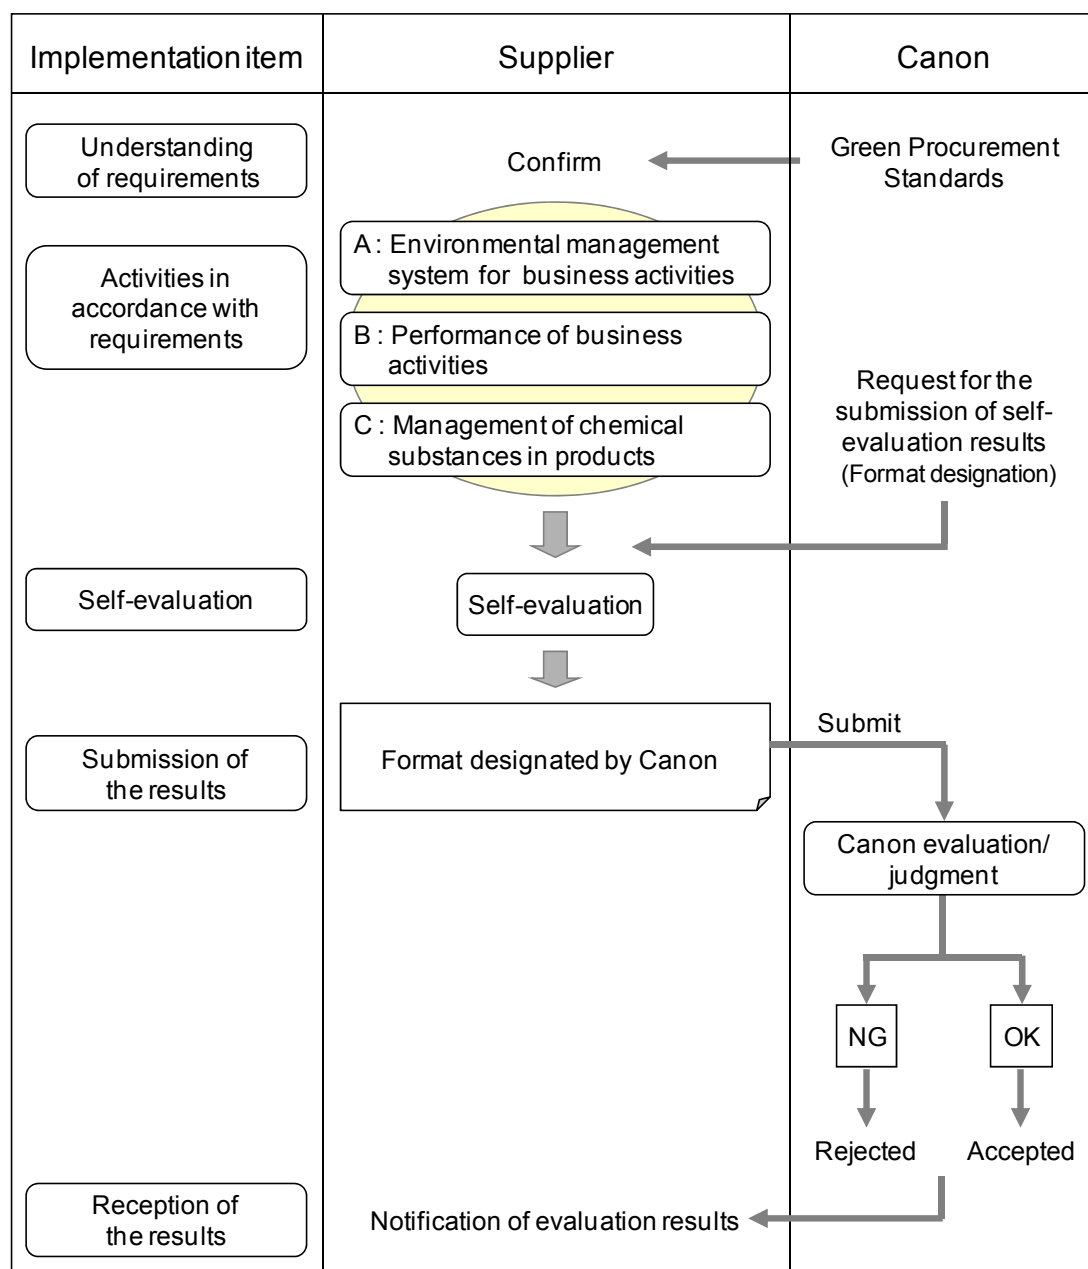 Implementation item
Supplier
Canon
Understanding
of requirements
Confirm
Green Procurement
Standards
Activities in
accordance with
requirements
A : Environmental management
system for business activities
B : Performance of business
activities
C : Management of chemical
substances in products
Request for the
submission of self-
evaluation results
(Format designation)
Self-evaluation
Self-evaluation
Submission of
the results
Format designated by Canon
Submit
Canon evaluation/
judgment
NG
OK
Rejected
Accepted
Reception of
the results
Notification of evaluation results